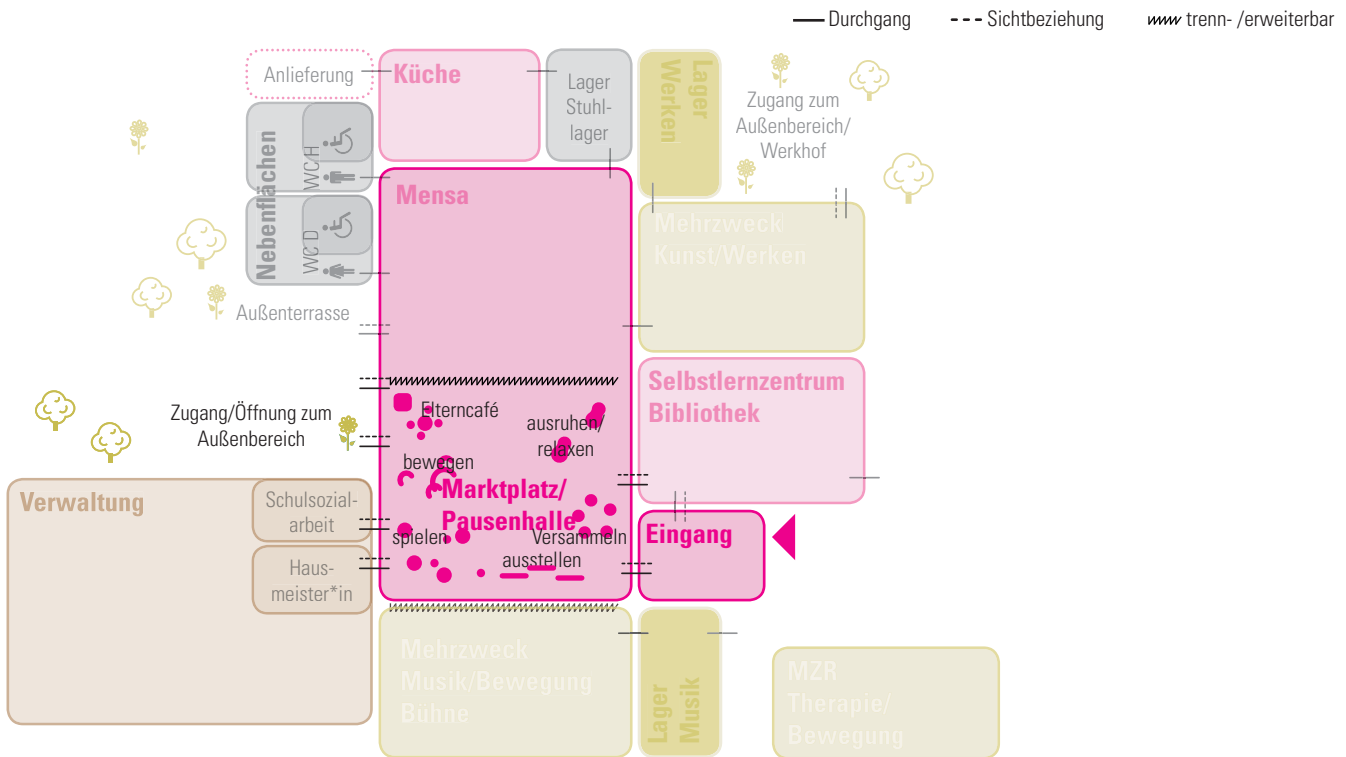 Durchgang
Sichtbeziehung
trenn- /erweiterbar
Anlieferung
Küche
Lager
Stuhl-
lager
Lager
Werken
Zugang zum
Außenbereich/
Werkhof
Nebenflächen
WC H
WC D
Mensa
Mehrzweck
Kunst/Werken
Außenterrasse
Selbstlernzentrum
Bibliothek
Zugang/Öffnung zum
Außenbereich
Elterncafé
ausruhen/
relaxen
bewegen
Marktplatz/
Pausenhalle
spielen
Versammeln
ausstellen
Eingang
Verwaltung
Schulsozial-
arbeit
Haus-
meister*in
Mehrzweck
Musik/Bewegung
Bühne
Lager
Musik
MZR
Therapie/
Bewegung